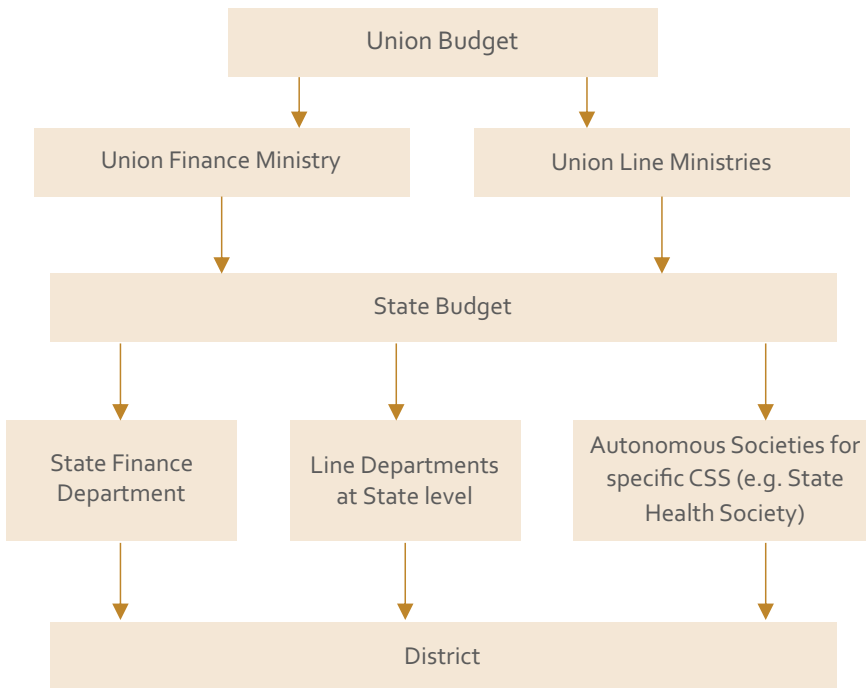 Union Budget
Union Finance Ministry
Union Line Ministries
State Budget
State Finance
Department
Line Departments
at State level
Autonomous Societies for
specific CSS (e.g. State
Health Society)
District